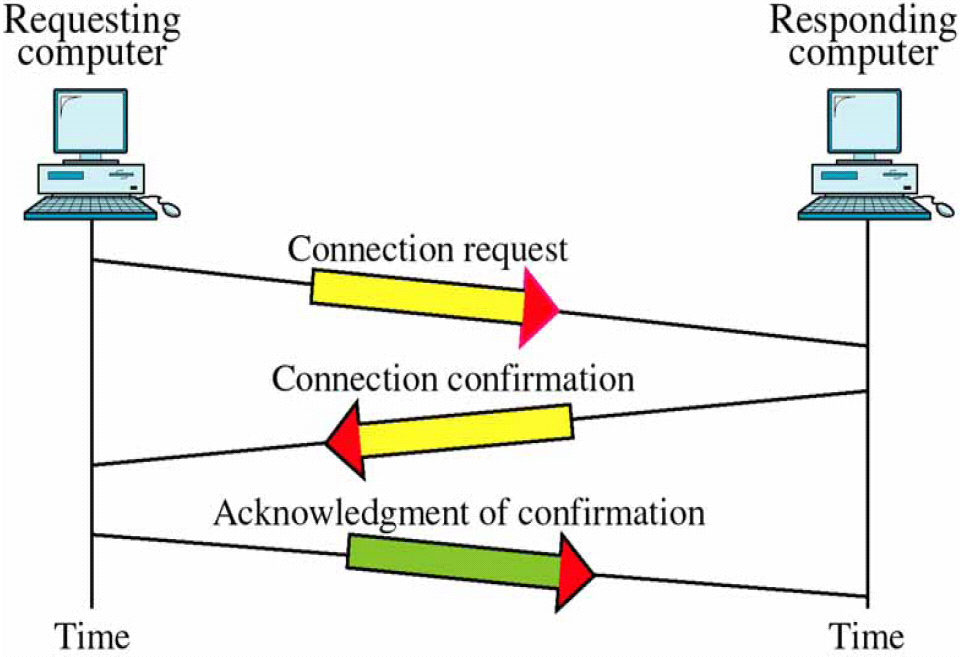 Requesting
computer
Responding
computer
Connection request
Connection confirmation
Acknowledgment of confirmation
Time
Time